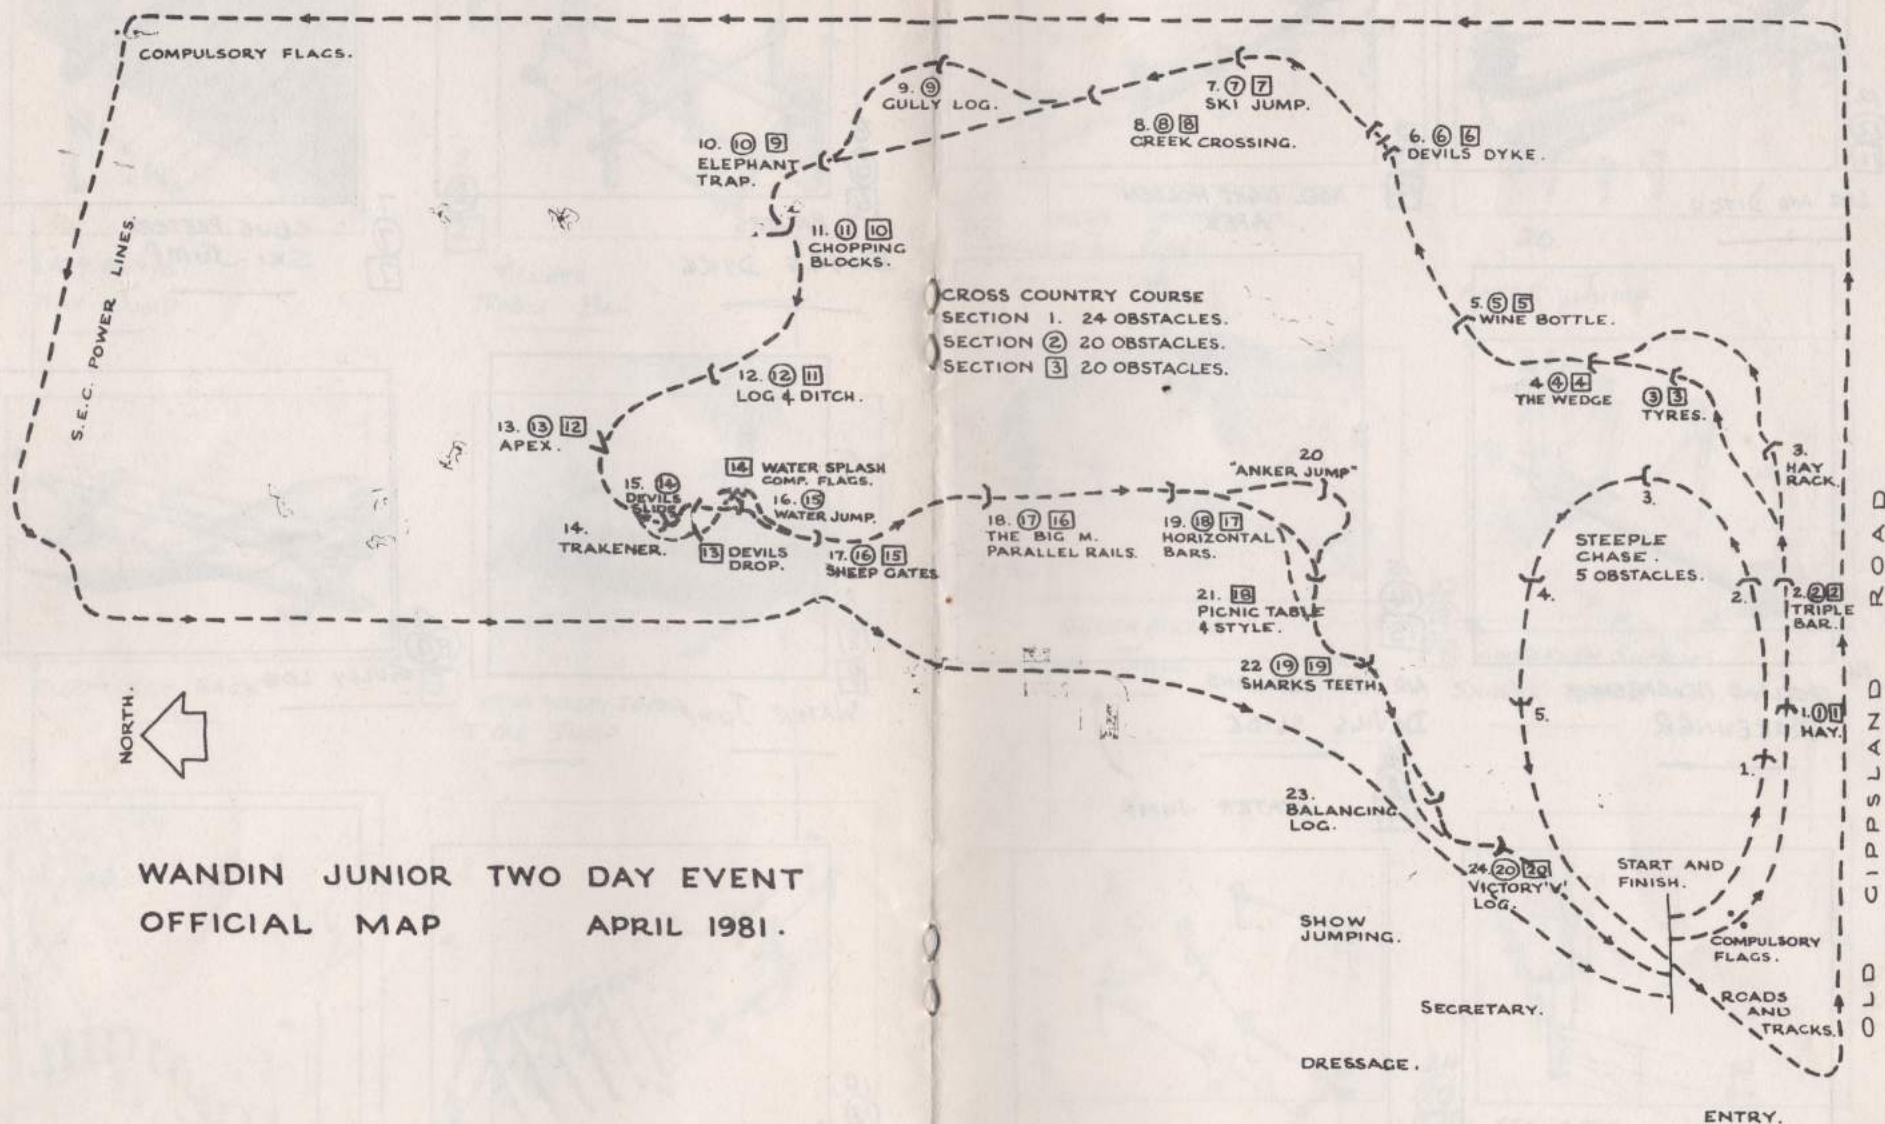 COMPULSORY FLAGS.
9. ⑨
GULLY LOG.
7. ⑦ [7]
SKI JUMP.
8. ⑧ [8]
CREEK CROSSING.
6. ⑥ [6]
DEVILS DYKE.
10. ⑩ [9]
ELEPHANT
TRAP.
11. ⑪ [10]
CHOPPING
BLOCKS.
S.E.C. POWER LINES.
CROSS COUNTRY COURSE
SECTION 1. 24 OBSTACLES.
SECTION ② 20 OBSTACLES.
SECTION [3] 20 OBSTACLES.
5. ⑤ [5]
WINE BOTTLE.
4 ④ [4]
THE WEDGE
③ [3]
TYRES.
12. ⑫ [11]
LOG & DITCH.
13. ⑬ [12]
APEX.
3.
HAY
RACK.
15. ⑭
DEVILS
SLIDE
[14] WATER SPLASH
COMP. FLAGS.
16. ⑮
WATER JUMP.
14.
TRAKENER.
[13] DEVILS
DROP.
17. ⑯ [15]
SHEEP GATES
18. ⑰ [16]
THE BIG M.
PARALLEL RAILS.
19. ⑱ [17]
HORIZONTAL
BARS.
20
"ANKER JUMP"
21. [18]
PICNIC TABLE
& STYLE.
22 ⑲ [19]
SHARKS TEETH
3.
STEEPLE
CHASE.
5 OBSTACLES.
4.
2.
5.
1.
2. ② [2]
TRIPLE
BAR.
1. ① [1]
HAY.
OLD GIPPSLAND ROAD
NORTH.
23.
BALANCING
LOG.
24. ⑳ [20]
VICTORY 'V'
LOG.
START AND
FINISH.
COMPULSORY
FLAGS.
ROADS
AND
TRACKS.
WANDIN JUNIOR TWO DAY EVENT
OFFICIAL MAP APRIL 1981.
SHOW
JUMPING.
SECRETARY.
DRESSAGE.
ENTRY.